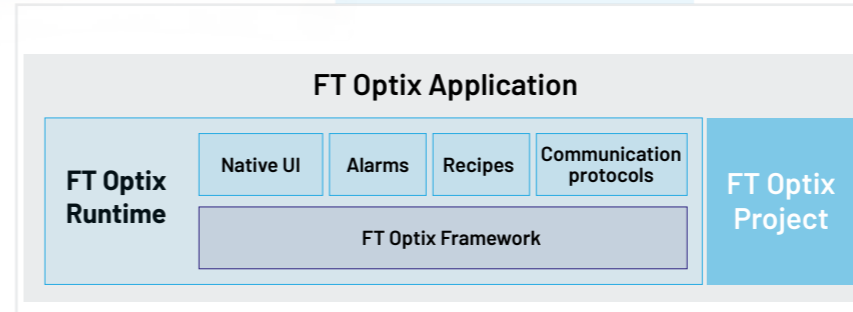 FT Optix Application
FT Optix
Runtime
Native UI
Alarms
Recipes
Communication
protocols
FT Optix Framework
FT Optix
Project